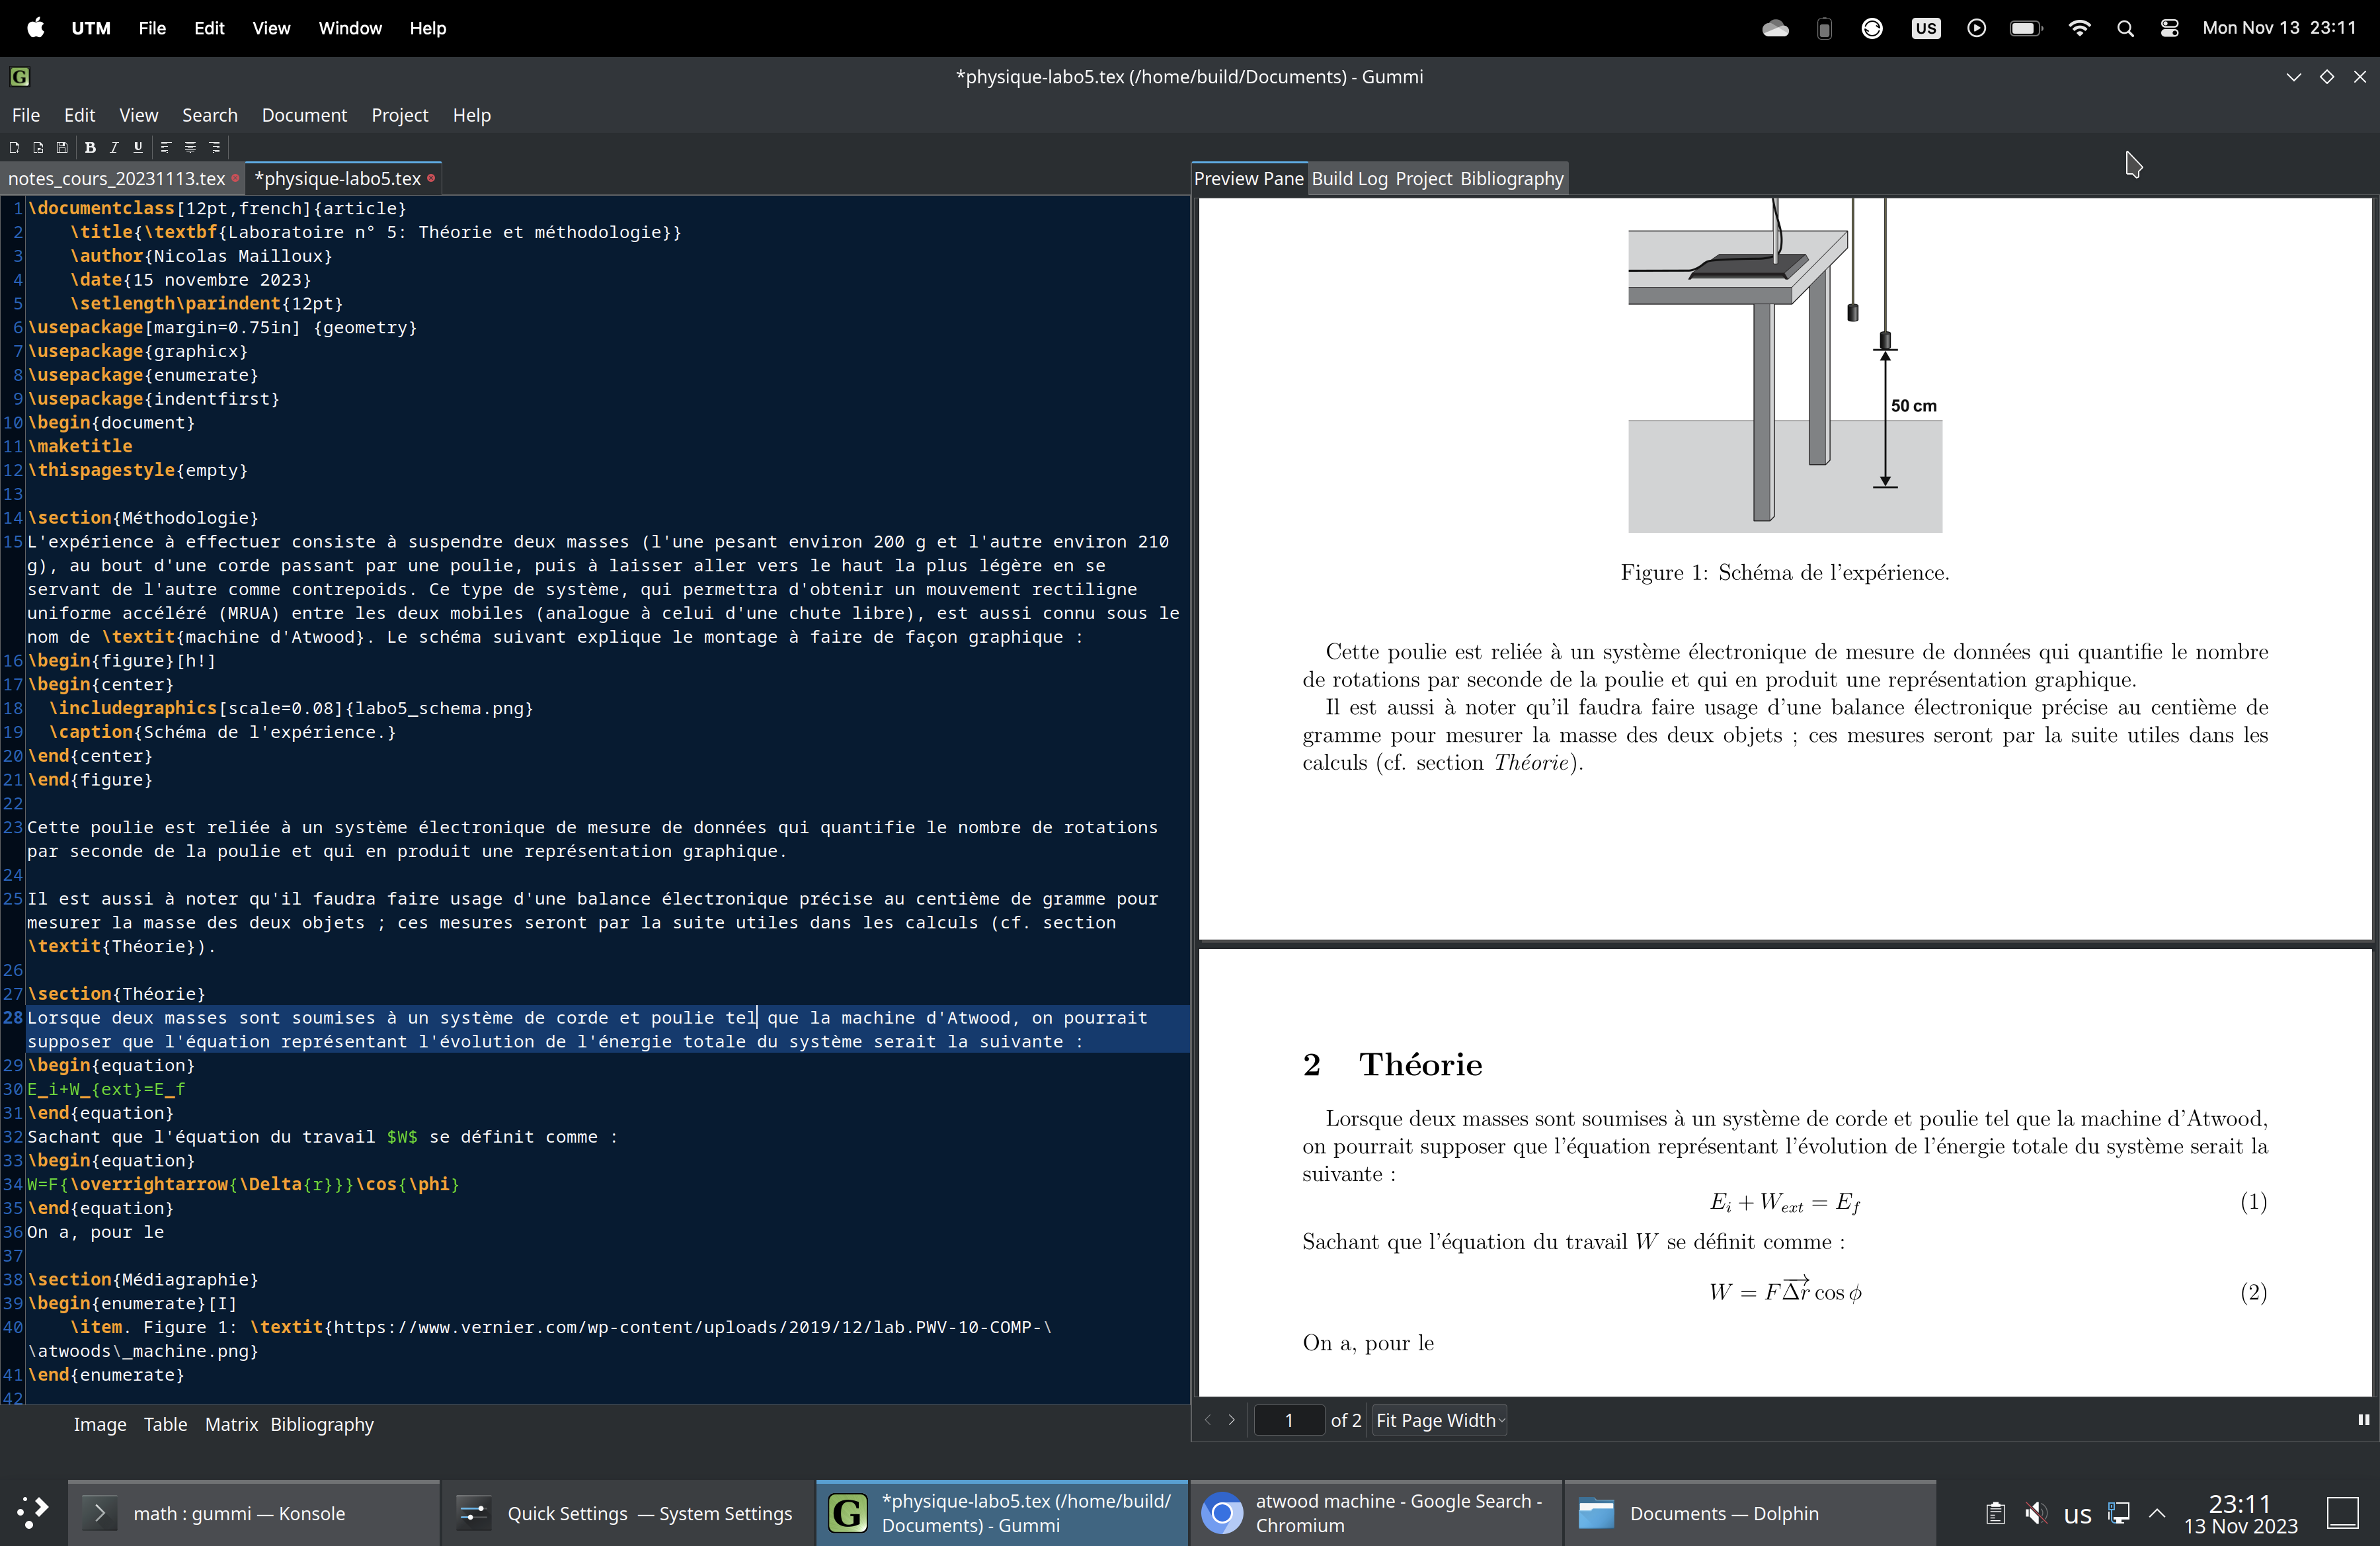 UTM File Edit View Window Help US Mon Nov 13 23:11
G *physique-labo5.tex (/home/build/Documents) - Gummi
File Edit View Search Document Project Help
B I U
notes_cours_20231113.tex *physique-labo5.tex
1 \documentclass[12pt,french]{article}
2 \title{\textbf{Laboratoire n° 5: Théorie et méthodologie}}
3 \author{Nicolas Mailloux}
4 \date{15 novembre 2023}
5 \setlength\parindent{12pt}
6 \usepackage[margin=0.75in] {geometry}
7 \usepackage{graphicx}
8 \usepackage{enumerate}
9 \usepackage{indentfirst}
10 \begin{document}
11 \maketitle
12 \thispagestyle{empty}
13
14 \section{Méthodologie}
15 L'expérience à effectuer consiste à suspendre deux masses (l'une pesant environ 200 g et l'autre environ 210
g), au bout d'une corde passant par une poulie, puis à laisser aller vers le haut la plus légère en se
servant de l'autre comme contrepoids. Ce type de système, qui permettra d'obtenir un mouvement rectiligne
uniforme accéléré (MRUA) entre les deux mobiles (analogue à celui d'une chute libre), est aussi connu sous le
nom de \textit{machine d'Atwood}. Le schéma suivant explique le montage à faire de façon graphique :
16 \begin{figure}[h!]
17 \begin{center}
18 \includegraphics[scale=0.08]{labo5_schema.png}
19 \caption{Schéma de l'expérience.}
20 \end{center}
21 \end{figure}
22
23 Cette poulie est reliée à un système électronique de mesure de données qui quantifie le nombre de rotations
par seconde de la poulie et qui en produit une représentation graphique.
24
25 Il est aussi à noter qu'il faudra faire usage d'une balance électronique précise au centième de gramme pour
mesurer la masse des deux objets ; ces mesures seront par la suite utiles dans les calculs (cf. section
\textit{Théorie}).
26
27 \section{Théorie}
28 Lorsque deux masses sont soumises à un système de corde et poulie tel que la machine d'Atwood, on pourrait
supposer que l'équation représentant l'évolution de l'énergie totale du système serait la suivante :
29 \begin{equation}
30 E_i+W_{ext}=E_f
31 \end{equation}
32 Sachant que l'équation du travail $W$ se définit comme :
33 \begin{equation}
34 W=F{\overrightarrow{\Delta{r}}}\cos{\phi}
35 \end{equation}
36 On a, pour le
37
38 \section{Médiagraphie}
39 \begin{enumerate}[I]
40 \item. Figure 1: \textit{https://www.vernier.com/wp-content/uploads/2019/12/lab.PWV-10-COMP-\
\atwoods\_machine.png}
41 \end{enumerate}
42
Image Table Matrix Bibliography
Preview Pane Build Log Project Bibliography
50 cm
Figure 1: Schéma de l'expérience.
Cette poulie est reliée à un système électronique de mesure de données qui quantifie le nombre
de rotations par seconde de la poulie et qui en produit une représentation graphique.
Il est aussi à noter qu'il faudra faire usage d'une balance électronique précise au centième de
gramme pour mesurer la masse des deux objets ; ces mesures seront par la suite utiles dans les
calculs (cf. section Théorie).
2 Théorie
Lorsque deux masses sont soumises à un système de corde et poulie tel que la machine d'Atwood,
on pourrait supposer que l'équation représentant l'évolution de l'énergie totale du système serait la
suivante :
E_i + W_{ext} = E_f (1)
Sachant que l'équation du travail W se définit comme :
W = F\overrightarrow{Δr} cos ϕ (2)
On a, pour le
1 of 2 Fit Page Width
math : gummi — Konsole
Quick Settings — System Settings
G *physique-labo5.tex (/home/build/
Documents) - Gummi
atwood machine - Google Search -
Chromium
Documents — Dolphin
us 23:11
13 Nov 2023